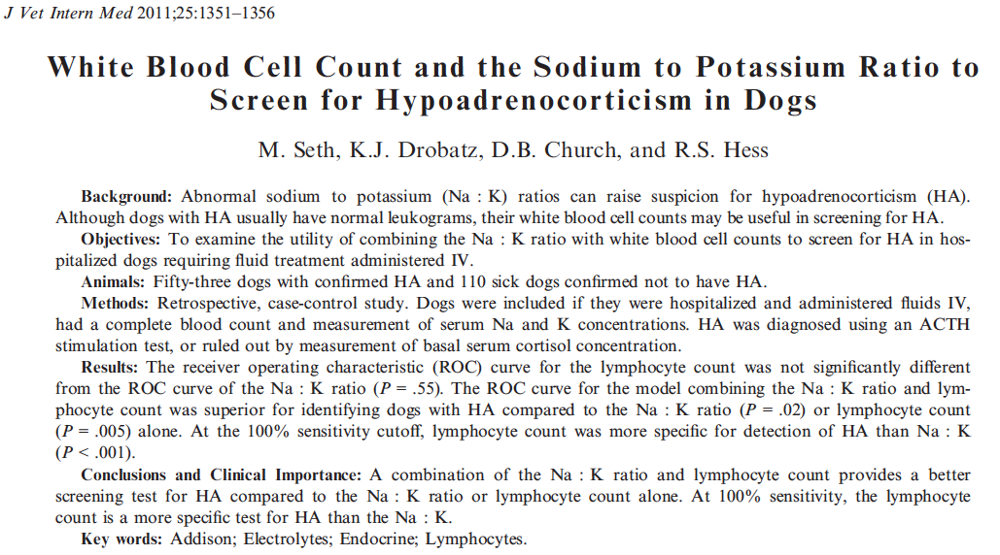 J Vet Intern Med 2011;25:1351–1356
White Blood Cell Count and the Sodium to Potassium Ratio to
Screen for Hypoadrenocorticism in Dogs
M. Seth, K.J. Drobatz, D.B. Church, and R.S. Hess
Background: Abnormal sodium to potassium (Na : K) ratios can raise suspicion for hypoadrenocorticism (HA).
Although dogs with HA usually have normal leukograms, their white blood cell counts may be useful in screening for HA.
Objectives: To examine the utility of combining the Na : K ratio with white blood cell counts to screen for HA in hos-
pitalized dogs requiring fluid treatment administered IV.
Animals: Fifty-three dogs with confirmed HA and 110 sick dogs confirmed not to have HA.
Methods: Retrospective, case-control study. Dogs were included if they were hospitalized and administered fluids IV,
had a complete blood count and measurement of serum Na and K concentrations. HA was diagnosed using an ACTH
stimulation test, or ruled out by measurement of basal serum cortisol concentration.
Results: The receiver operating characteristic (ROC) curve for the lymphocyte count was not significantly different
from the ROC curve of the Na : K ratio (P = .55). The ROC curve for the model combining the Na : K ratio and lym-
phocyte count was superior for identifying dogs with HA compared to the Na : K ratio (P = .02) or lymphocyte count
(P = .005) alone. At the 100% sensitivity cutoff, lymphocyte count was more specific for detection of HA than Na : K
(P < .001).
Conclusions and Clinical Importance: A combination of the Na : K ratio and lymphocyte count provides a better
screening test for HA compared to the Na : K ratio or lymphocyte count alone. At 100% sensitivity, the lymphocyte
count is a more specific test for HA than the Na : K.
Key words: Addison; Electrolytes; Endocrine; Lymphocytes.